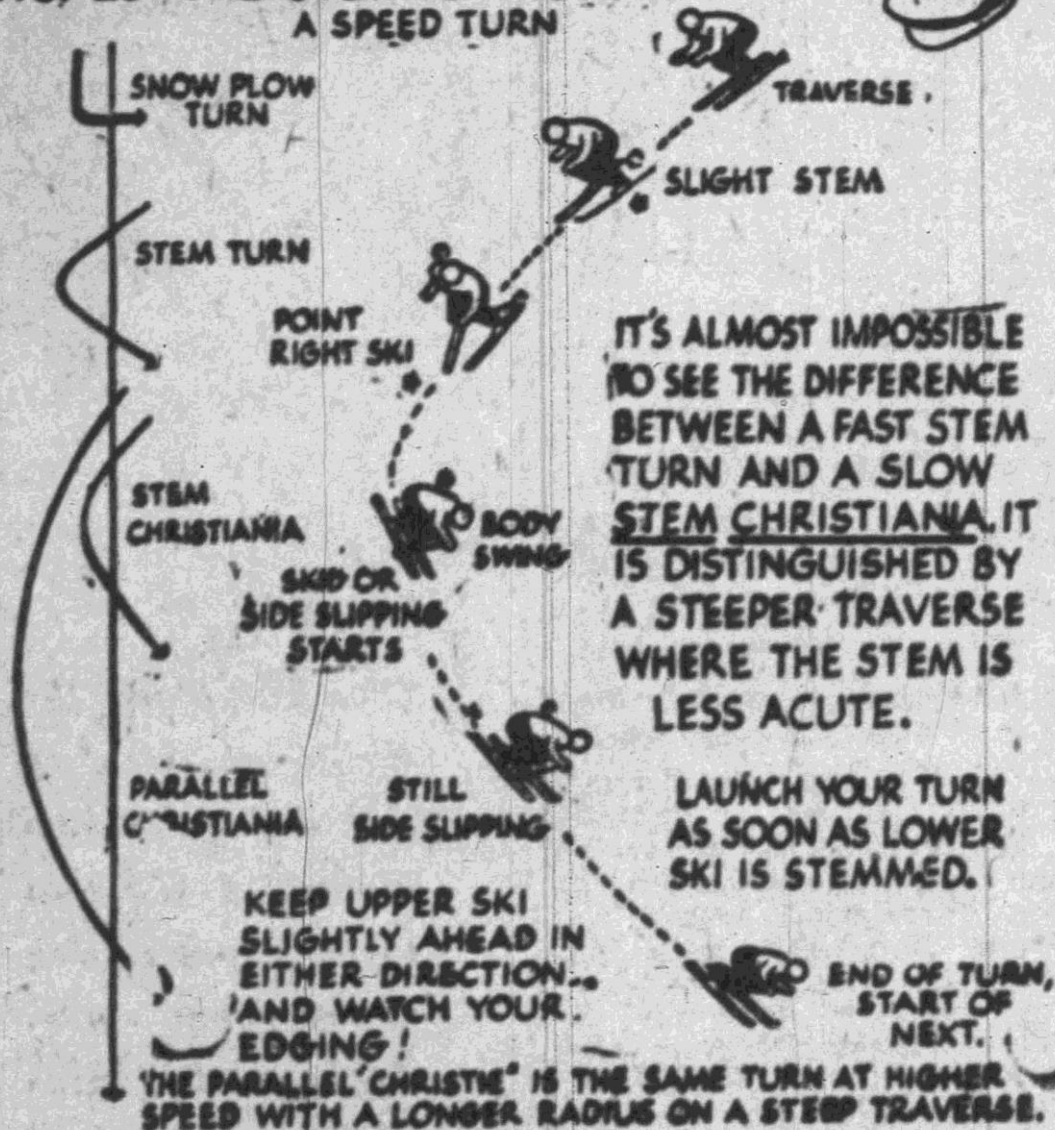 A SPEED TURN
SNOW PLOW
TURN
TRAVERSE.
SLIGHT STEM
STEM TURN
POINT
RIGHT SKI
IT'S ALMOST IMPOSSIBLE
TO SEE THE DIFFERENCE
BETWEEN A FAST STEM
TURN AND A SLOW
STEM CHRISTIANIA. IT
IS DISTINGUISHED BY
A STEEPER TRAVERSE
WHERE THE STEM IS
LESS ACUTE.
STEM
CHRISTIANIA
BODY
SWING
SKID OR
SIDE SLIPPING
STARTS
PARALLEL
CHRISTIANIA
STILL
SIDE SLIPPING
LAUNCH YOUR TURN
AS SOON AS LOWER
SKI IS STEMMED.
KEEP UPPER SKI
SLIGHTLY AHEAD IN
EITHER DIRECTION..
AND WATCH YOUR
EDGING!
END OF TURN,
START OF
NEXT.
THE PARALLEL "CHRISTIE" IS THE SAME TURN AT HIGHER
SPEED WITH A LONGER RADIUS ON A STEEP TRAVERSE.